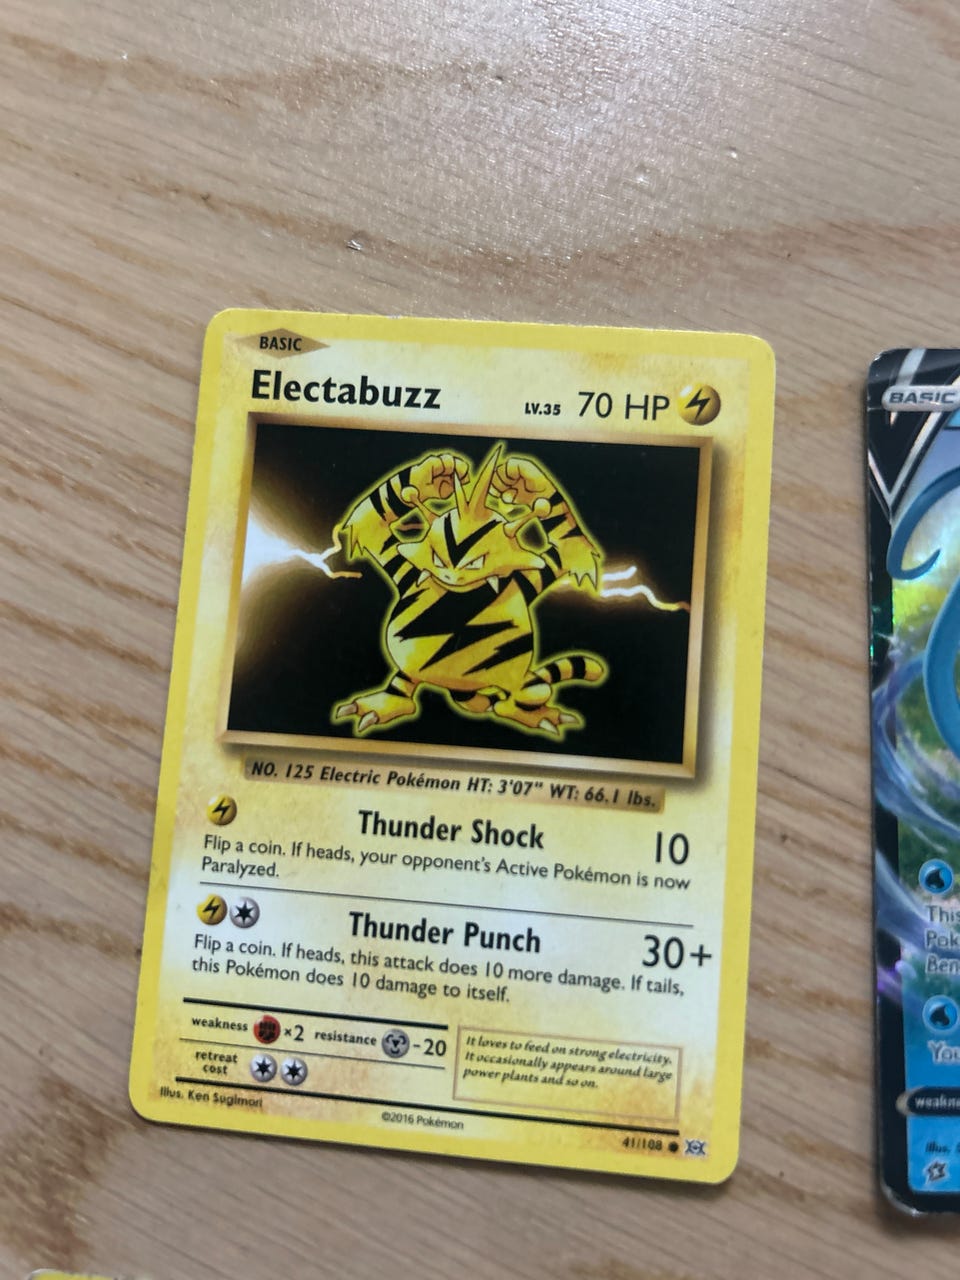 BASIC
Electabuzz LV.35 70 HP
NO. 125 Electric Pokémon HT: 3'07" WT: 66.1 lbs.
Thunder Shock 10
Flip a coin. If heads, your opponent's Active Pokémon is now
Paralyzed.
Thunder Punch 30+
Flip a coin. If heads, this attack does 10 more damage. If tails,
this Pokémon does 10 damage to itself.
weakness ×2 resistance -20
retreat
cost
It loves to feed on strong electricity.
It occasionally appears around large
power plants and so on.
Illus. Ken Sugimori
©2016 Pokémon
41/108
BASIC
This
You
Illus.